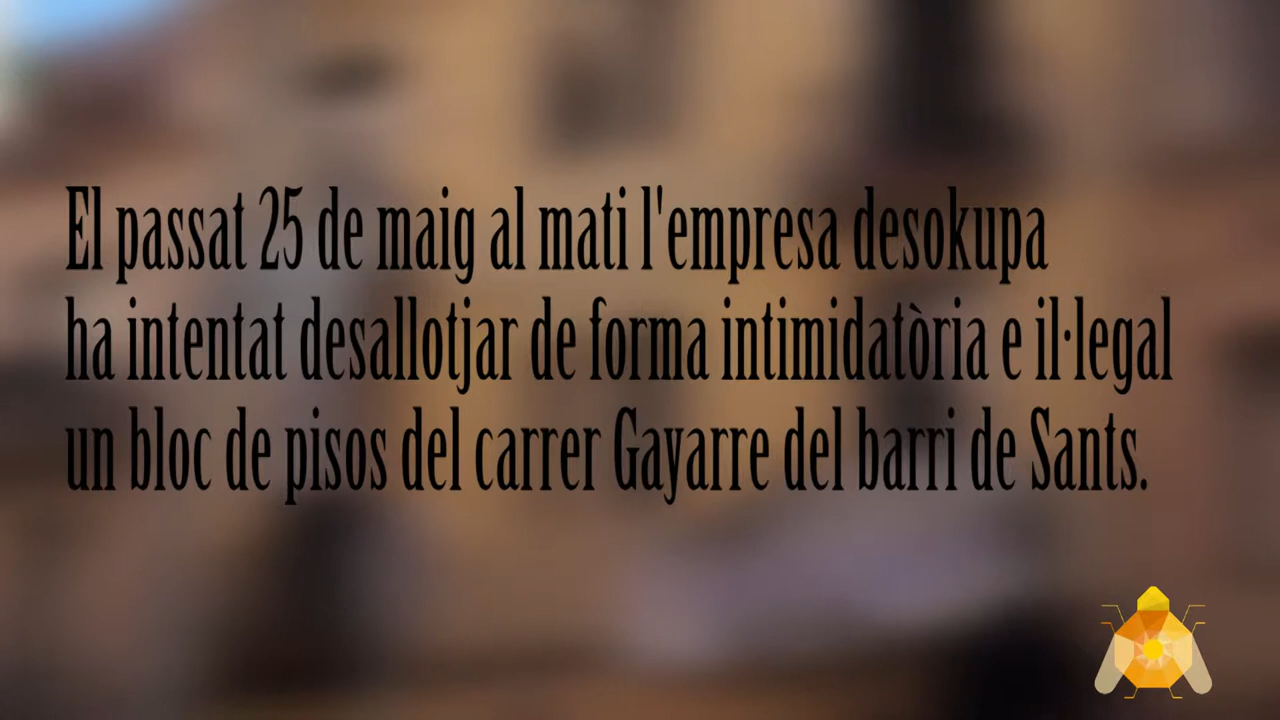 El passat 25 de maig al mati l'empresa desokupa
ha intentat desallotjar de forma intimidatòria e il·legal
un bloc de pisos del carrer Gayarre del barri de Sants.